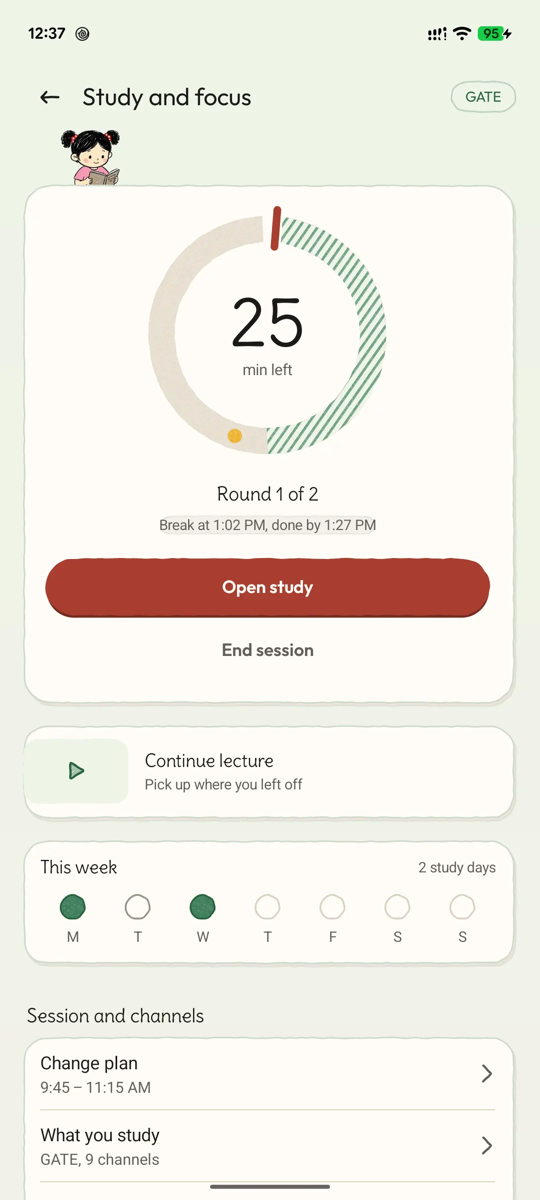 12:37
95
Study and focus
GATE
25
min left
Round 1 of 2
Break at 1:02 PM, done by 1:27 PM
Open study
End session
Continue lecture
Pick up where you left off
This week
2 study days
M T W T F S S
Session and channels
Change plan
9:45 – 11:15 AM
What you study
GATE, 9 channels